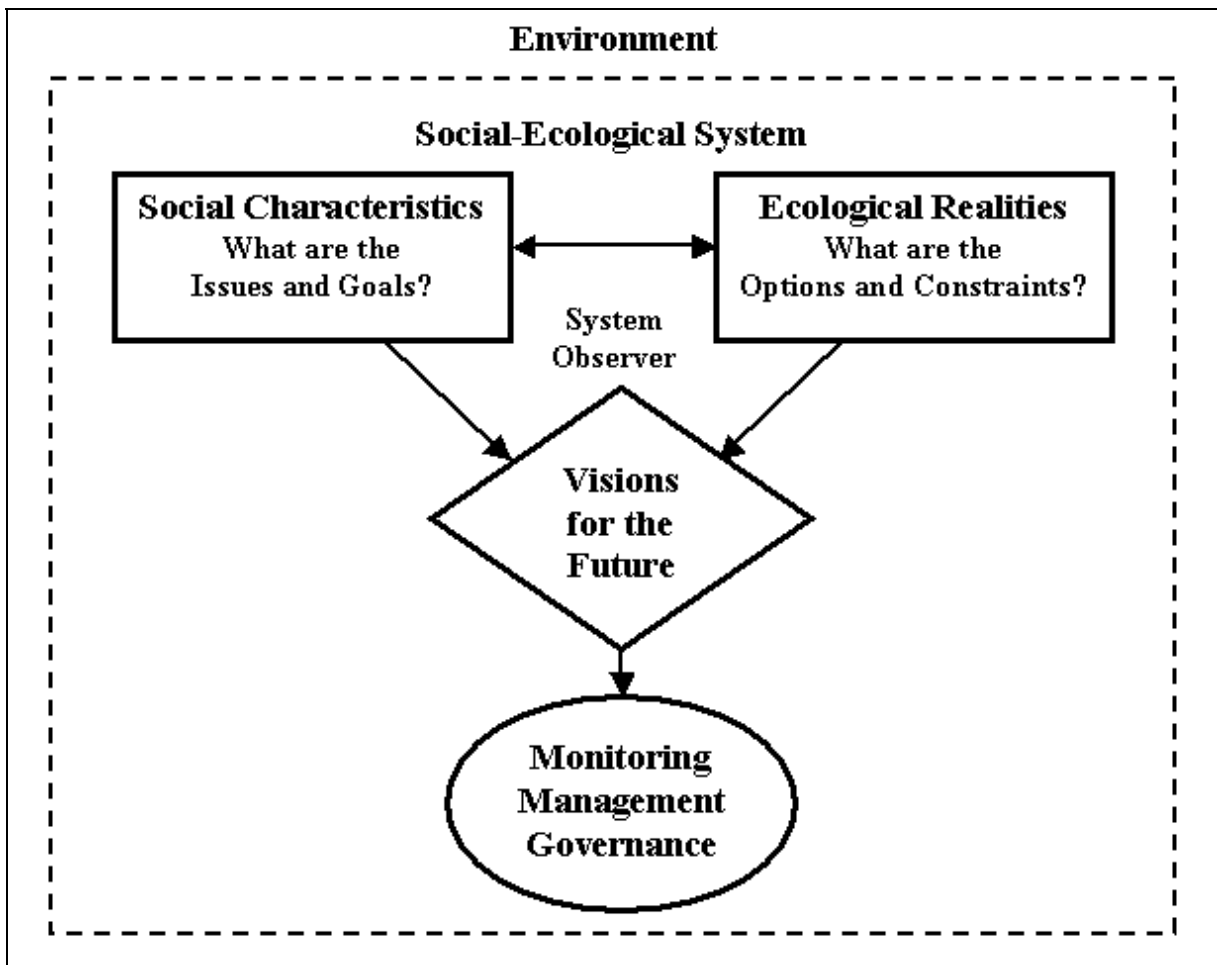 Environment
Social-Ecological System
Social Characteristics
What are the
Issues and Goals?
Ecological Realities
What are the
Options and Constraints?
System
Observer
Visions
for the
Future
Monitoring
Management
Governance